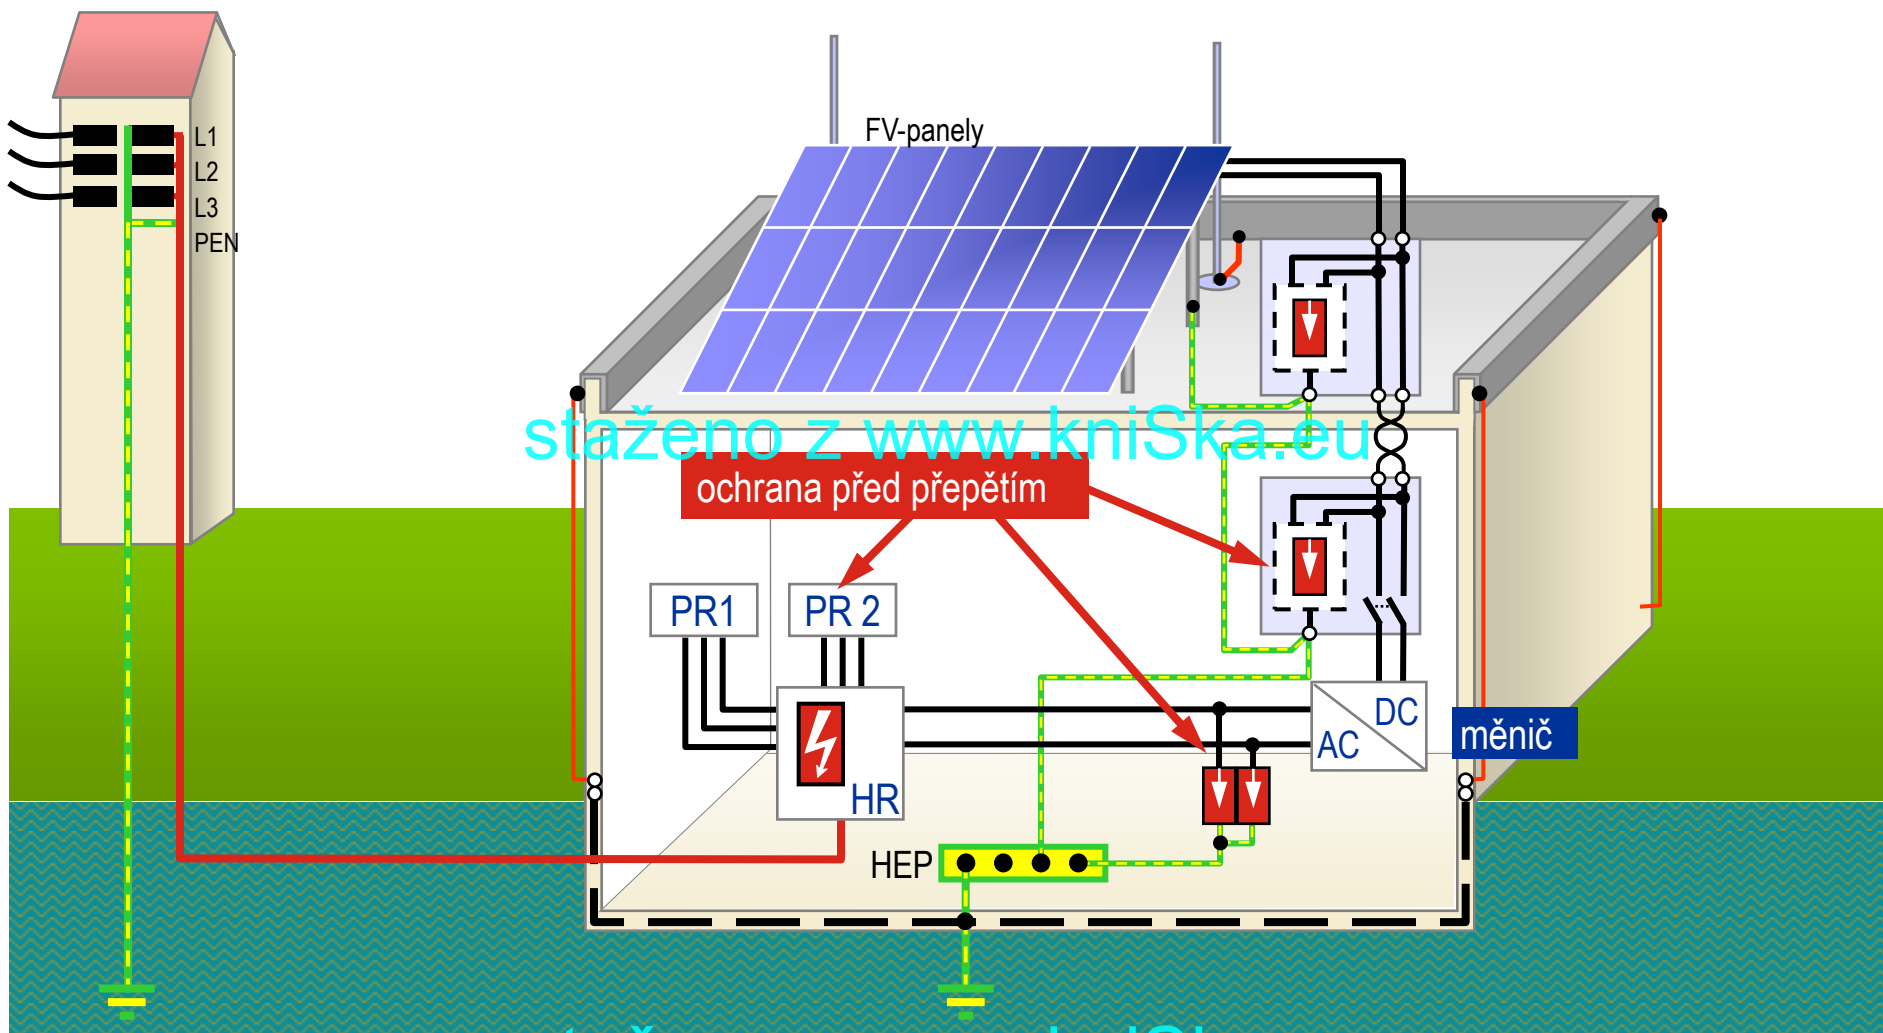 FV-panely
L1
L2
L3
PEN
staženo z www.kniSka.eu
ochrana před přepětím
PR1
PR 2
HR
DC
AC
měnič
HEP